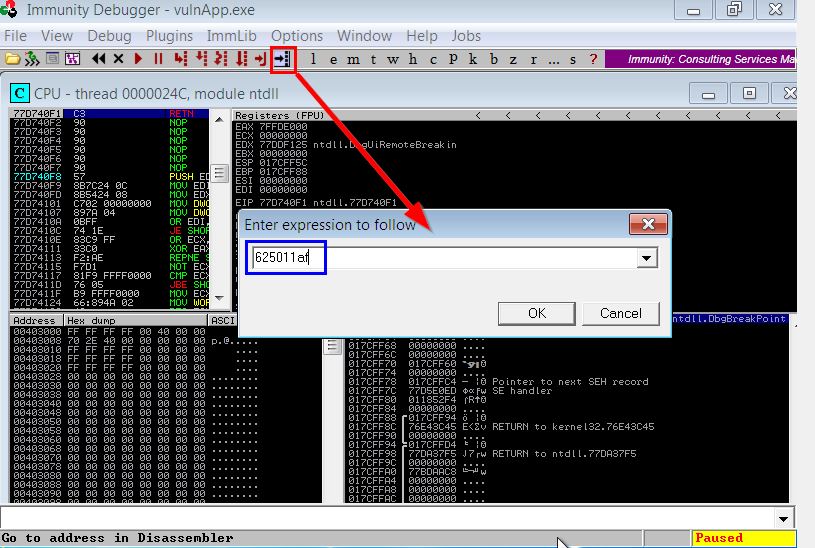 Immunity Debugger - vulnApp.exe
File View Debug Plugins ImmLib Options Window Help Jobs
l e m t w h c p k b z r ... s ?
Immunity: Consulting Services Ma
C CPU - thread 0000024C, module ntdll
77D740F1 C3 RETN
77D740F2 90 NOP
77D740F3 90 NOP
77D740F4 90 NOP
77D740F5 90 NOP
77D740F6 90 NOP
77D740F7 90 NOP
77D740F8 57 PUSH ED
77D740F9 8B7C24 0C MOV EDI
77D740FD 8B5424 08 MOV EDX
77D74101 C702 00000000 MOV DWO
77D74107 897A 04 MOV DWO
77D7410A 0BFF OR EDI,
77D7410C 74 1E JE SHOR
77D7410E 83C9 FF OR ECX,
77D74111 33C0 XOR EAX
77D74113 F2:AE REPNE S
77D74115 F7D1 NOT ECX
77D74117 81F9 FFFF0000 CMP ECX
77D7411D 76 05 JBE SHO
77D7411F B9 FFFF0000 MOV ECX
77D74124 66:894A 02 MOV WOR
Registers (FPU) < < < < < < < < <
EAX 7FFDE000
ECX 00000000
EDX 77DDF125 ntdll.DbgUiRemoteBreakin
EBX 00000000
ESP 017CFF5C
EBP 017CFF88
ESI 00000000
EDI 00000000
EIP 77D740F1 ntdll.77D740F1
Enter expression to follow
625011af
OK Cancel
Address Hex dump ASCI
00403000 FF FF FF FF 00 40 00 00
00403008 70 2E 40 00 00 00 00 00 p.@.....
00403010 00 00 00 00 00 00 00 00
00403018 00 00 00 00 00 00 00 00
00403020 FF FF FF FF 00 00 00 00
00403028 00 00 00 00 00 00 00 00 ........
00403030 00 00 00 00 00 00 00 00 ........
00403038 00 00 00 00 00 00 00 00 ........
00403040 00 00 00 00 00 00 00 00 ........
00403048 00 00 00 00 00 00 00 00 ........
00403050 00 00 00 00 00 00 00 00 ........
00403058 00 00 00 00 00 00 00 00 ........
00403060 00 00 00 00 00 00 00 00 ........
00403068 00 00 00 00 00 00 00 00 ........
00403070 00 00 00 00 00 00 00 00 ........
00403078 00 00 00 00 00 00 00 00 ........
00403080 00 00 00 00 00 00 00 00 ........
00403088 00 00 00 00 00 00 00 00 ........
00403090 00 00 00 00 00 00 00 00 ........
ntdll.DbgBreakPoint
017CFF68 00000000 ....
017CFF6C 00000000 ....
017CFF70 017CFF60
017CFF74 00000000 ....
017CFF78 017CFFC4 Pointer to next SEH record
017CFF7C 77D5E0ED SE handler
017CFF80 011852F4
017CFF84 00000000 ....
017CFF88 017CFF94
017CFF8C 76E43C45 RETURN to kernel32.76E43C45
017CFF90 00000000 ....
017CFF94 017CFFD4
017CFF98 77DA37F5 RETURN to ntdll.77DA37F5
017CFF9C 00000000 ....
017CFFA0 77BDAAC8
017CFFA4 00000000 ....
017CFFA8 00000000 ....
Go to address in Disassembler
Paused